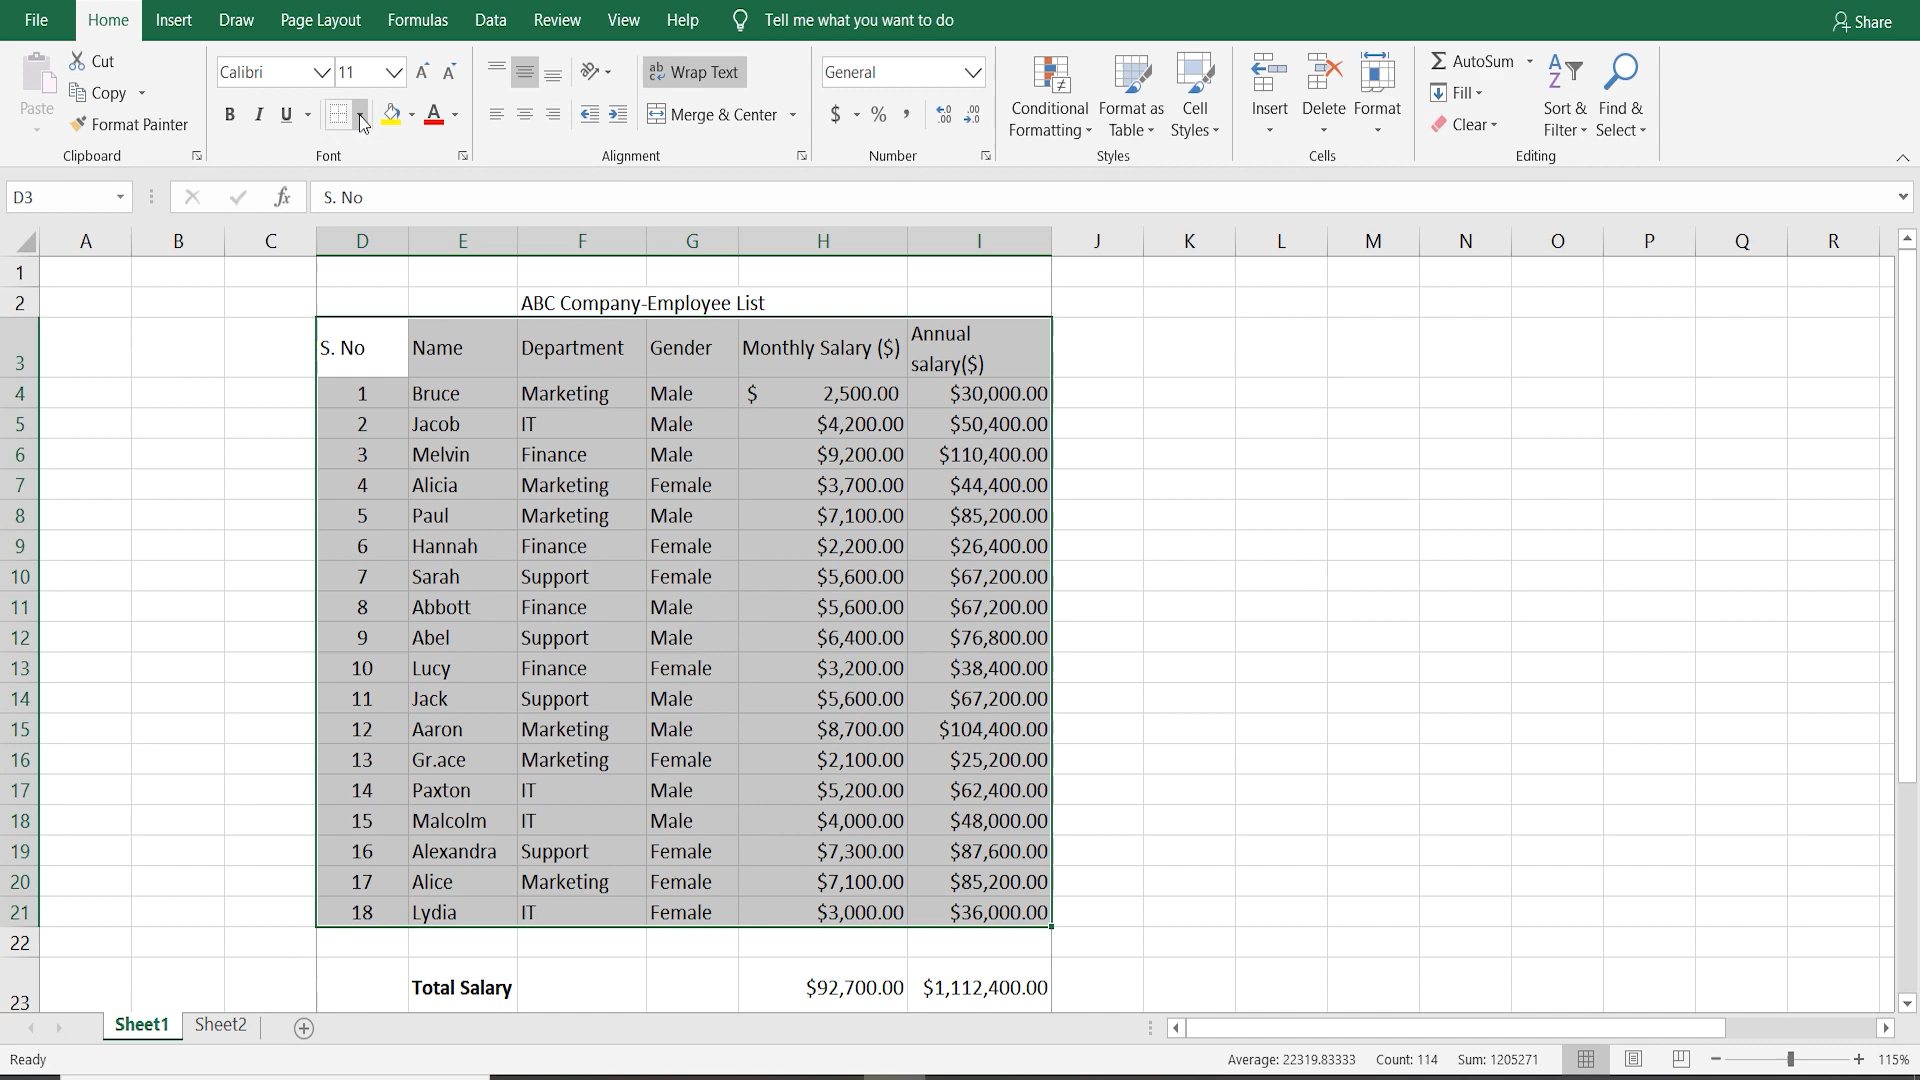 File Home Insert Draw Page Layout Formulas Data Review View Help Tell me what you want to do Share
Paste
Cut
Copy
Format Painter
Clipboard
Calibri 11 A A
B I U A
Font
ab Wrap Text
Merge & Center
Alignment
General
$ % ,
Number
Conditional Formatting
Format as Table
Cell Styles
Styles
Insert Delete Format
Cells
AutoSum
Fill
Clear
Sort & Filter
Find & Select
Editing
D3 fx S. No
A B C D E F G H I J K L M N O P Q R
1
2 ABC Company-Employee List
3 S. No Name Department Gender Monthly Salary ($) Annual salary($)
4 1 Bruce Marketing Male $ 2,500.00 $30,000.00
5 2 Jacob IT Male $4,200.00 $50,400.00
6 3 Melvin Finance Male $9,200.00 $110,400.00
7 4 Alicia Marketing Female $3,700.00 $44,400.00
8 5 Paul Marketing Male $7,100.00 $85,200.00
9 6 Hannah Finance Female $2,200.00 $26,400.00
10 7 Sarah Support Female $5,600.00 $67,200.00
11 8 Abbott Finance Male $5,600.00 $67,200.00
12 9 Abel Support Male $6,400.00 $76,800.00
13 10 Lucy Finance Female $3,200.00 $38,400.00
14 11 Jack Support Male $5,600.00 $67,200.00
15 12 Aaron Marketing Male $8,700.00 $104,400.00
16 13 Gr.ace Marketing Female $2,100.00 $25,200.00
17 14 Paxton IT Male $5,200.00 $62,400.00
18 15 Malcolm IT Male $4,000.00 $48,000.00
19 16 Alexandra Support Female $7,300.00 $87,600.00
20 17 Alice Marketing Female $7,100.00 $85,200.00
21 18 Lydia IT Female $3,000.00 $36,000.00
22
23 Total Salary $92,700.00 $1,112,400.00
Sheet1 Sheet2
Ready Average: 22319.83333 Count: 114 Sum: 1205271 115%